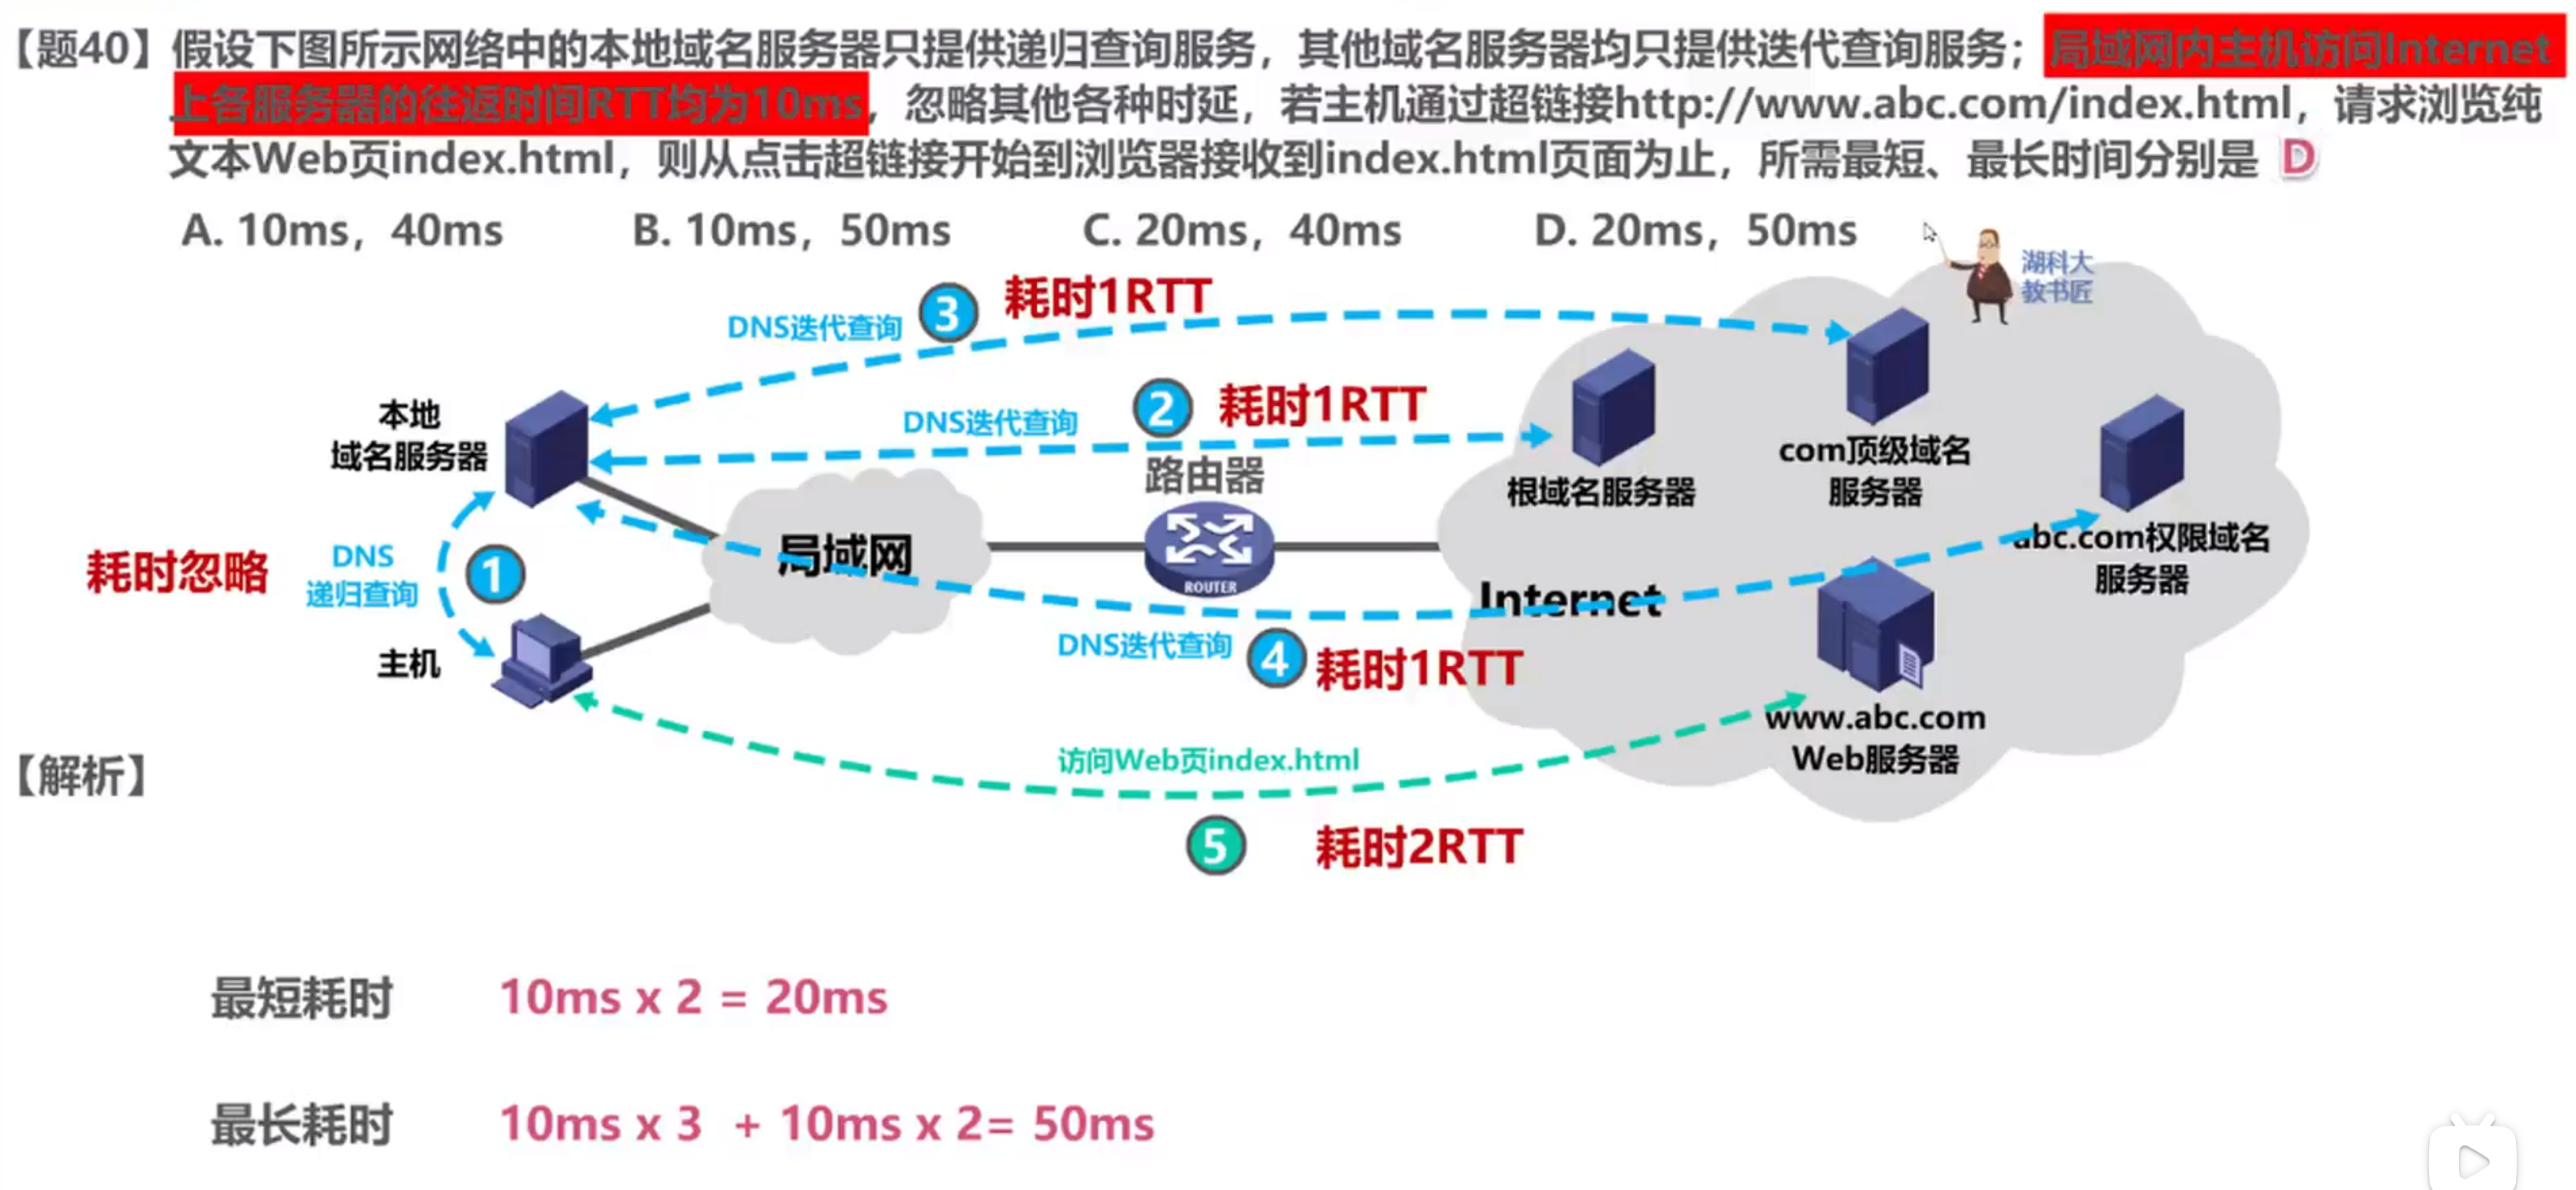 【题40】假设下图所示网络中的本地域名服务器只提供递归查询服务，其他域名服务器均只提供迭代查询服务；局域网内主机访问Internet
上各服务器的往返时间RTT均为10ms，忽略其他各种时延，若主机通过超链接http://www.abc.com/index.html，请求浏览纯
文本Web页index.html，则从点击超链接开始到浏览器接收到index.html页面为止，所需最短、最长时间分别是 D
A. 10ms，40ms B. 10ms，50ms C. 20ms，40ms D. 20ms，50ms
湖科大
教书匠
DNS迭代查询 3 耗时1RTT
DNS迭代查询 2 耗时1RTT
本地
域名服务器
路由器
ROUTER
根域名服务器
com顶级域名
服务器
abc.com权限域名
服务器
局域网
Internet
耗时忽略
DNS
递归查询
1
主机
DNS迭代查询 4 耗时1RTT
www.abc.com
Web服务器
访问Web页index.html
5 耗时2RTT
【解析】
最短耗时 10ms x 2 = 20ms
最长耗时 10ms x 3 + 10ms x 2= 50ms